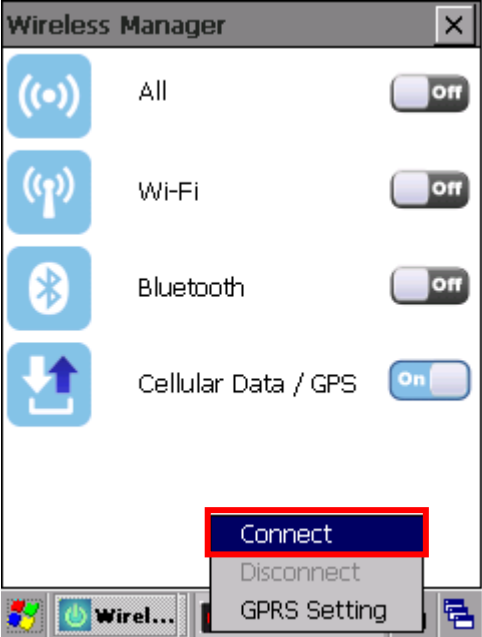 Wireless Manager
All
Off
Wi-Fi
Off
Bluetooth
Off
Cellular Data / GPS
On
Connect
Disconnect
GPRS Setting
Wirel...